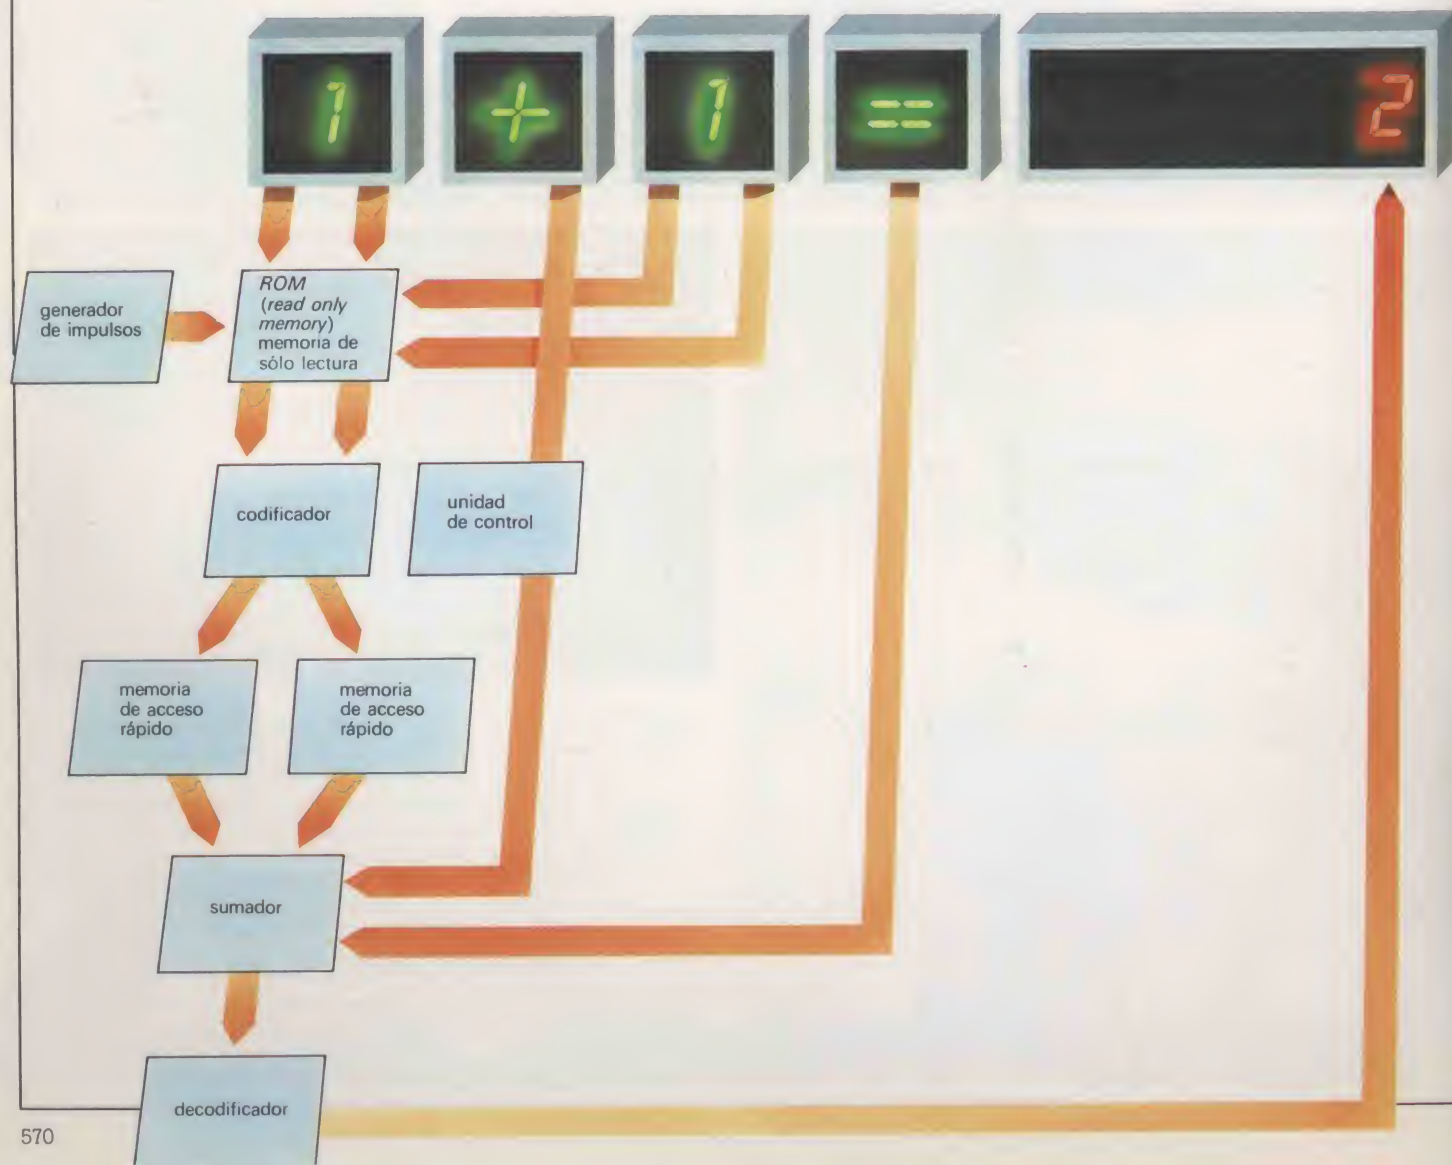 1
+
1
=
2
generador
de impulsos
ROM
(read only
memory)
memoria de
sólo lectura
codificador
unidad
de control
memoria
de acceso
rápido
memoria
de acceso
rápido
sumador
decodificador
570